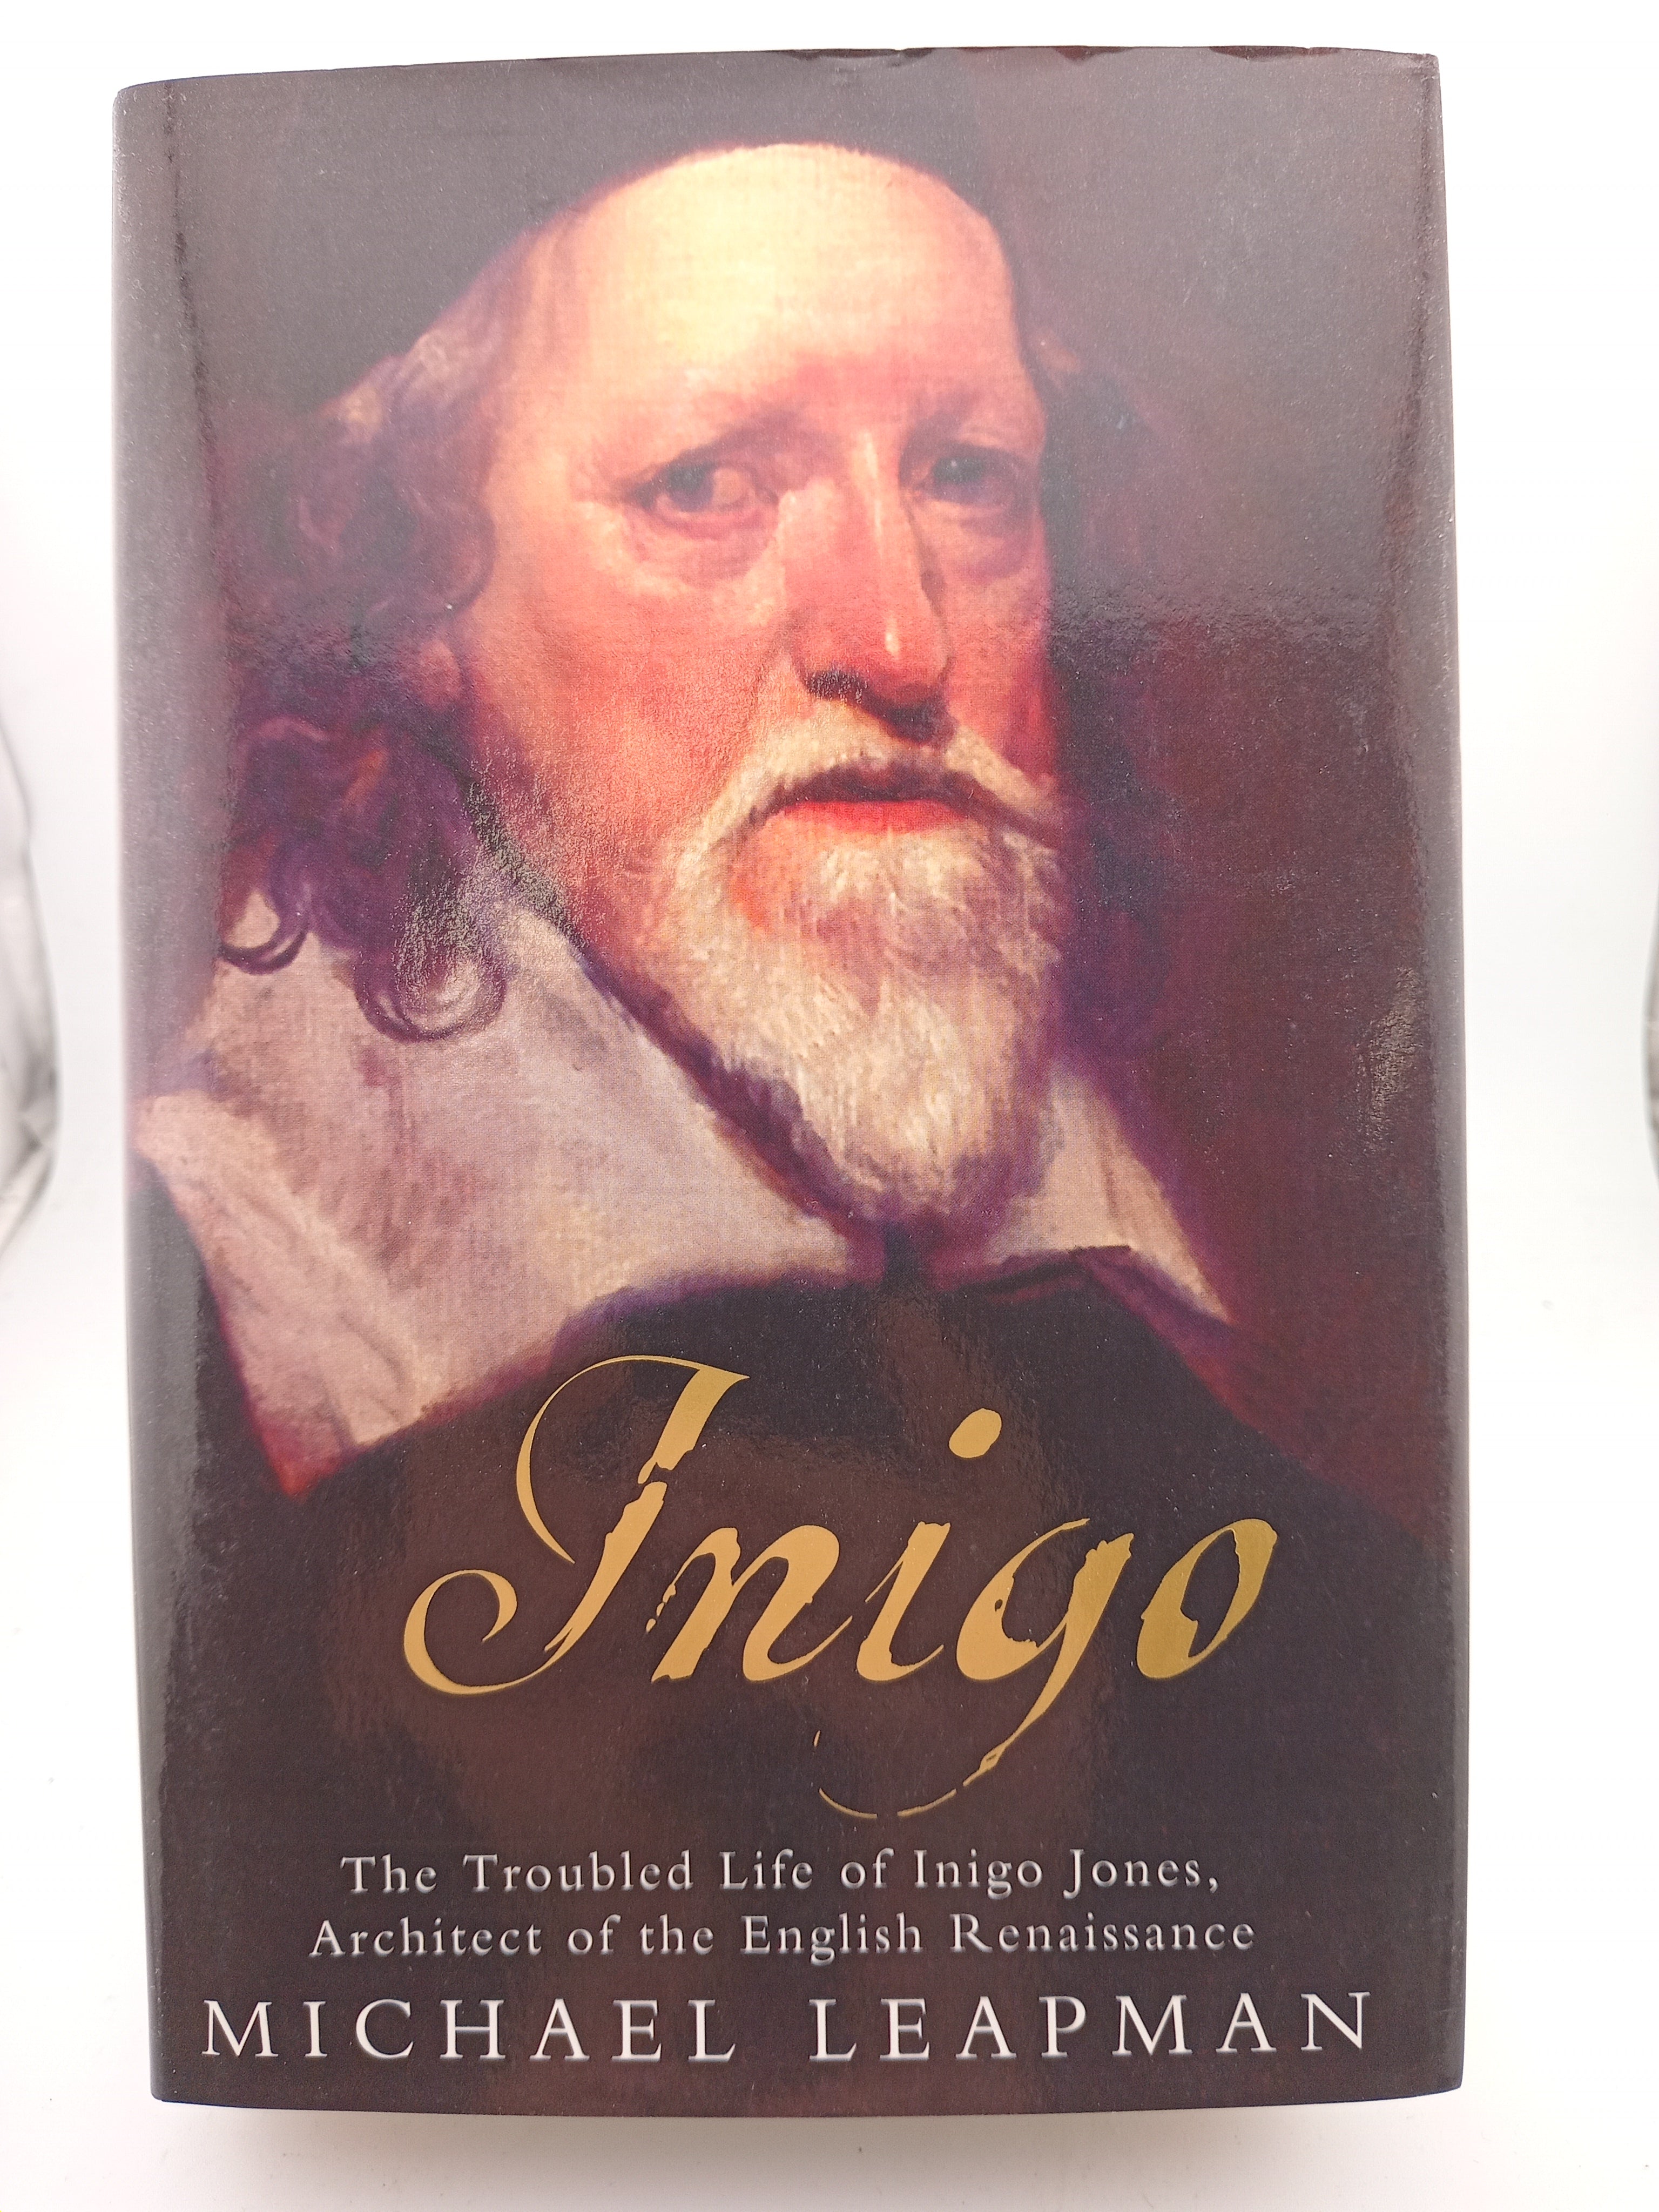 Inigo
The Troubled Life of Inigo Jones,
Architect of the English Renaissance
MICHAEL LEAPMAN